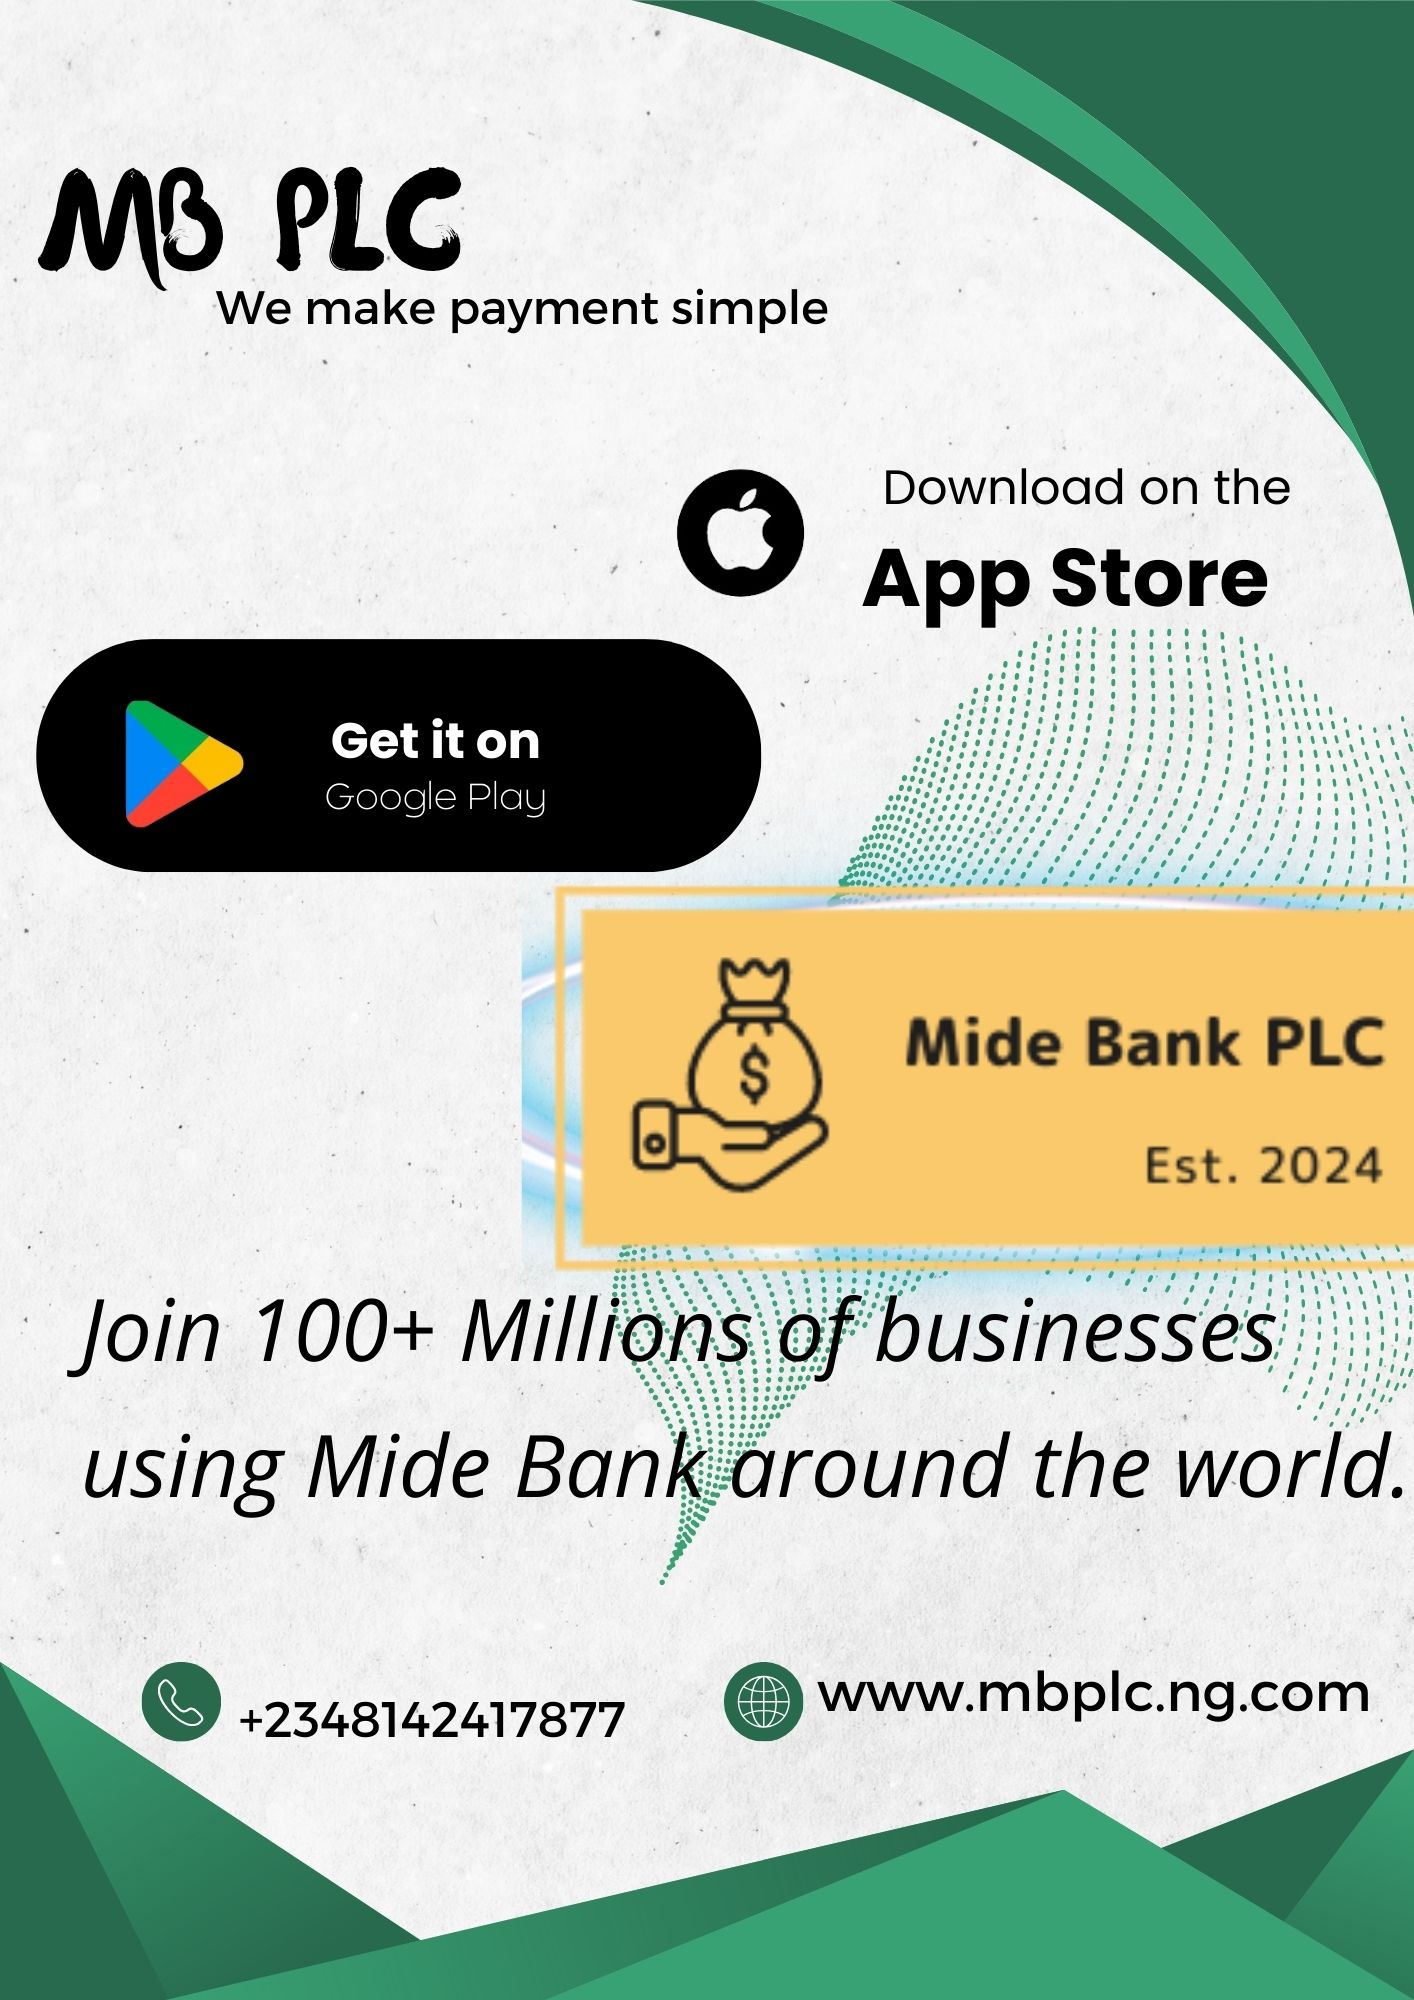 MB PLC
We make payment simple
Download on the
App Store
Get it on
Google Play
$
Mide Bank PLC
Est. 2024
Join 100+ Millions of businesses
using Mide Bank around the world.
+2348142417877
www.mbplc.ng.com